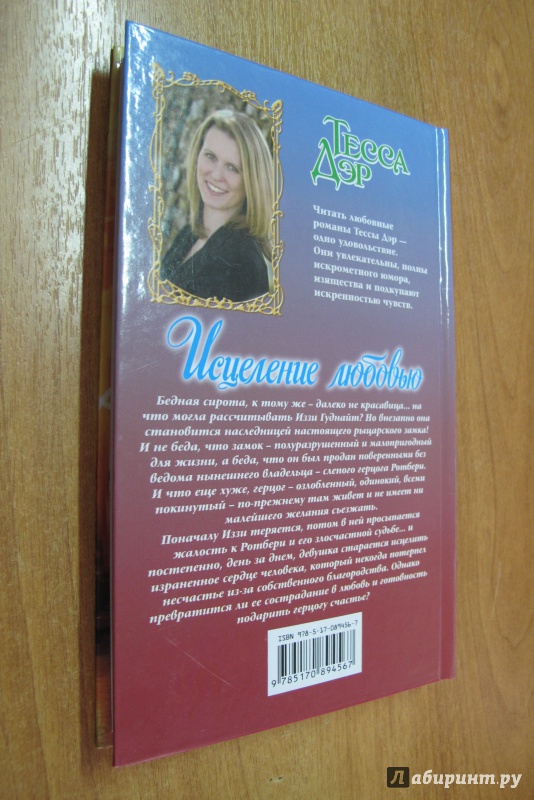 ТЕССА
ДЭР
Читать любовные
романы Тессы Дэр —
одно удовольствие.
Они увлекательны, полны
искрометного юмора,
изящества и подкупают
искренностью чувств.
Исцеление любовью
Бедная сирота, к тому же – далеко не красавица... на
что могла рассчитывать Иззи Гуднайт? Но внезапно она
становится наследницей настоящего рыцарского замка!
И не беда, что замок – полуразрушенный и малопригодный
для жизни, а беда, что он был продан поверенными без
ведома нынешнего владельца – слепого герцога Ротбери.
И что еще хуже, герцог – озлобленный, одинокий, всеми
покинутый – по-прежнему там живет и не имеет ни
малейшего желания съезжать.
Поначалу Иззи теряется, потом в ней просыпается
жалость к Ротбери и его злосчастной судьбе... и
постепенно, день за днем, девушка старается исцелить
израненное сердце человека, который некогда потерпел
несчастье из-за собственного благородства. Однако
превратится ли ее сострадание в любовь и готовность
подарить герцогу счастье?
ISBN 978-5-17-089456-7
9 785170 894567
Лабиринт.ру